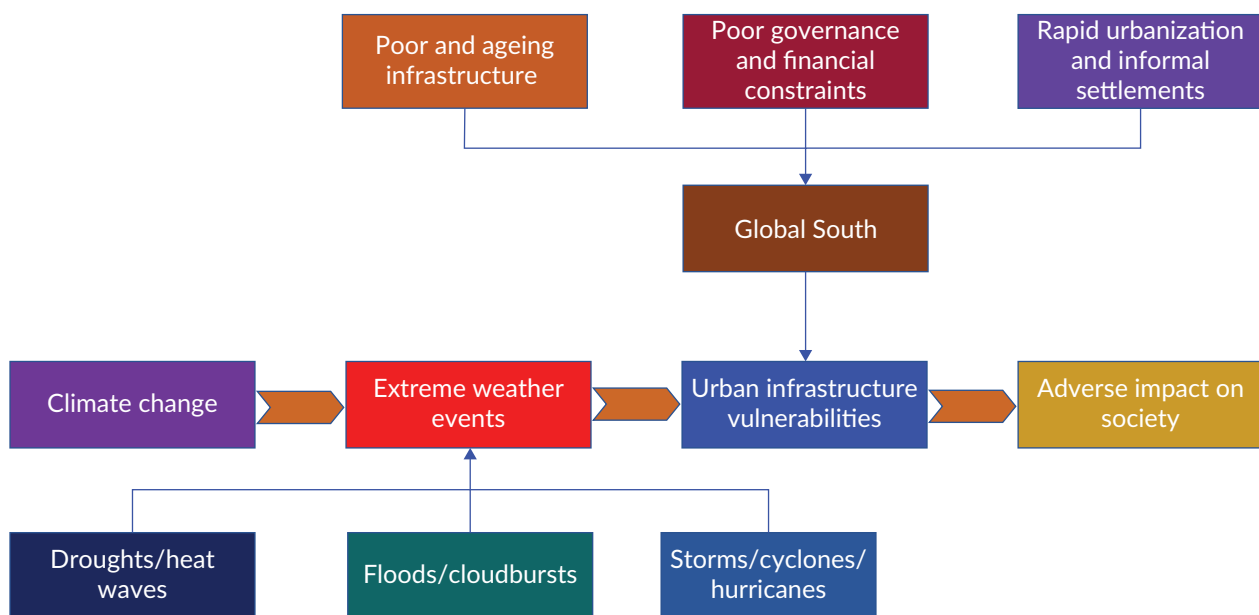 Poor and ageing
infrastructure
Poor governance
and financial
constraints
Rapid urbanization
and informal
settlements
Global South
Climate change
Extreme weather
events
Urban infrastructure
vulnerabilities
Adverse impact on
society
Droughts/heat
waves
Floods/cloudbursts
Storms/cyclones/
hurricanes